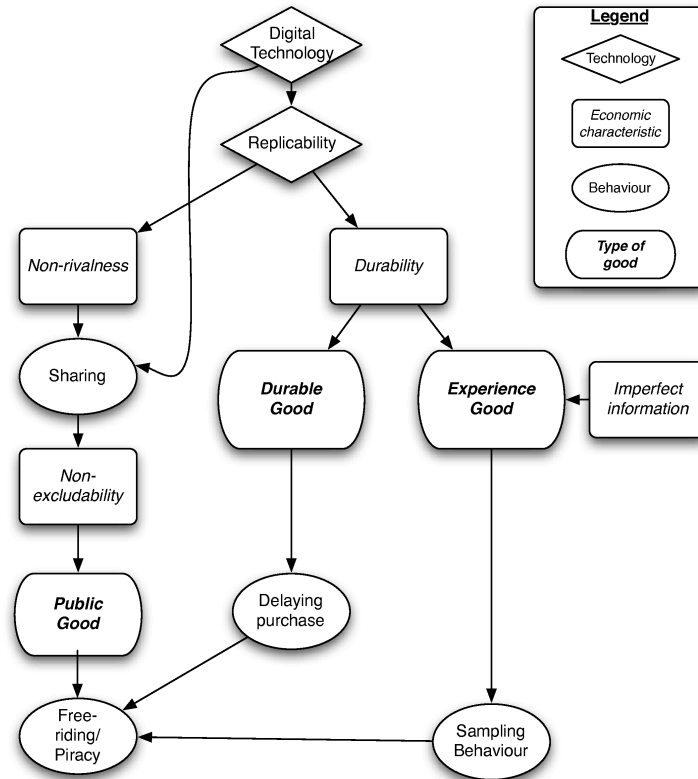 Digital
Technology
Replicability
Non-rivalness
Durability
Sharing
Durable
Good
Experience
Good
Imperfect
information
Non-
excludability
Public
Good
Delaying
purchase
Free-
riding/
Piracy
Sampling
Behaviour
Legend
Technology
Economic
characteristic
Behaviour
Type of
good